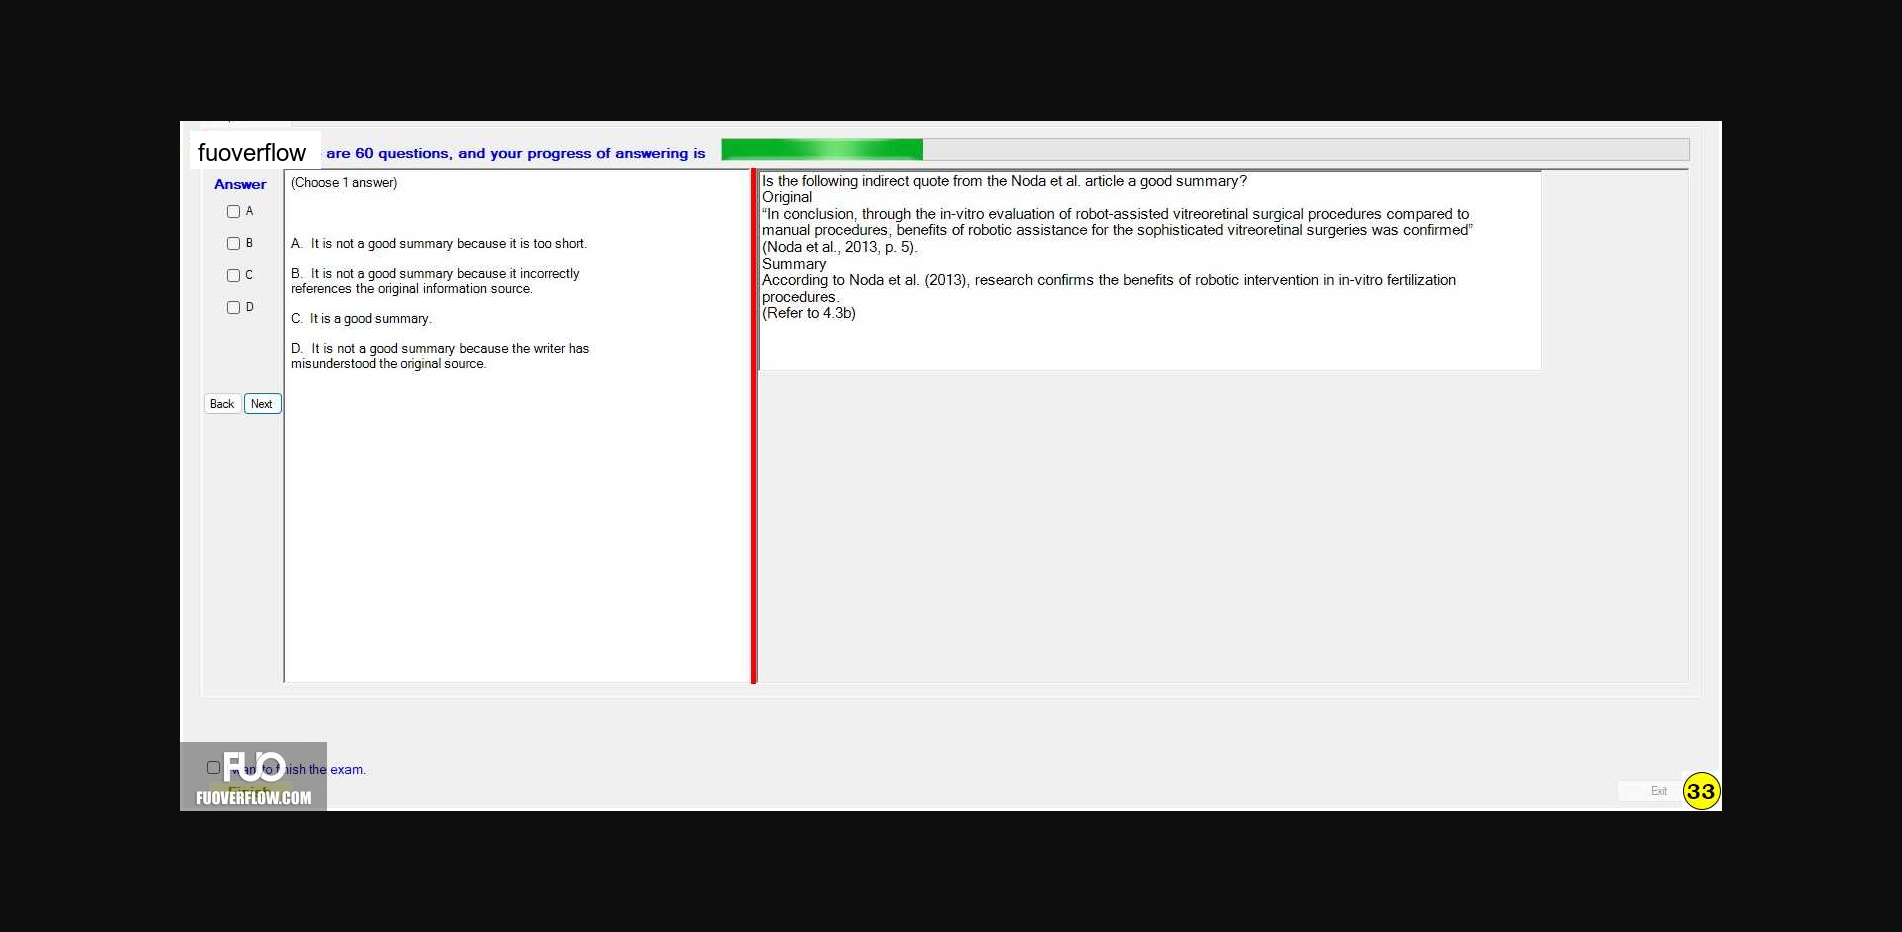 fuoverflow are 60 questions, and your progress of answering is
Answer
A
B
C
D
Back Next
(Choose 1 answer)
A. It is not a good summary because it is too short.
B. It is not a good summary because it incorrectly
references the original information source.
C. It is a good summary.
D. It is not a good summary because the writer has
misunderstood the original source.
Is the following indirect quote from the Noda et al. article a good summary?
Original
“In conclusion, through the in-vitro evaluation of robot-assisted vitreoretinal surgical procedures compared to
manual procedures, benefits of robotic assistance for the sophisticated vitreoretinal surgeries was confirmed”
(Noda et al., 2013, p. 5).
Summary
According to Noda et al. (2013), research confirms the benefits of robotic intervention in in-vitro fertilization
procedures.
(Refer to 4.3b)
want to finish the exam.
FUO
Finish
FUOVERFLOW.COM
Exit
33